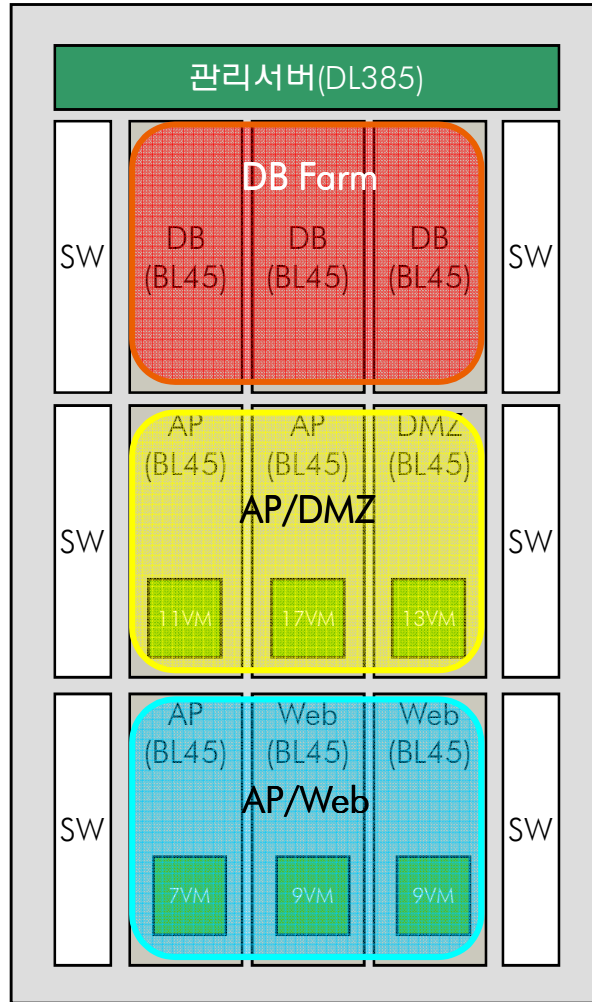 관리서버(DL385)
SW
DB Farm
DB
(BL45)
DB
(BL45)
DB
(BL45)
SW
SW
AP
(BL45)
AP
(BL45)
DMZ
(BL45)
AP/DMZ
11VM
17VM
13VM
SW
SW
AP
(BL45)
Web
(BL45)
Web
(BL45)
AP/Web
7VM
9VM
9VM
SW